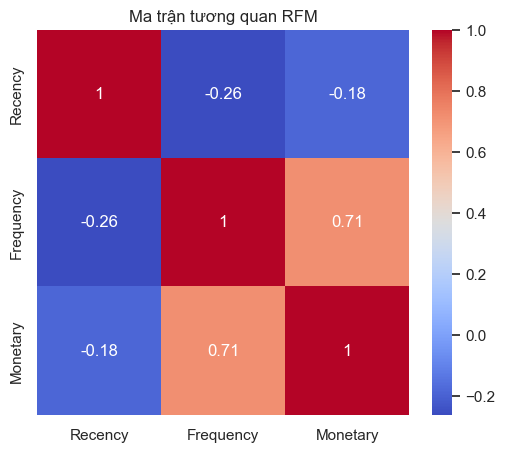 Ma trận tương quan RFM
Recency
1
-0.26
-0.18
Frequency
-0.26
1
0.71
Monetary
-0.18
0.71
1
Recency
Frequency
Monetary
1.0
0.8
0.6
0.4
0.2
0.0
−0.2